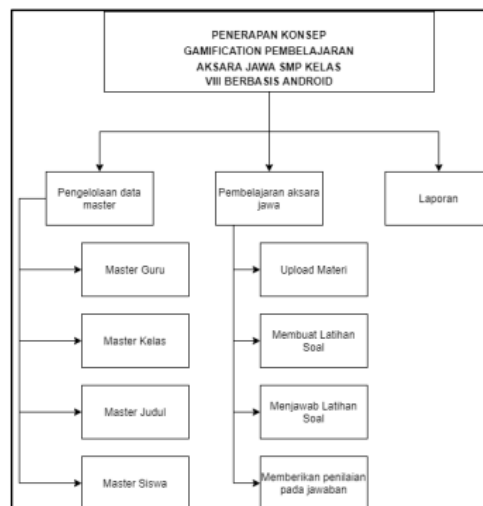 PENERAPAN KONSEP
GAMIFICATION PEMBELAJARAN
AKSARA JAWA SMP KELAS
VIII BERBASIS ANDROID
Pengelolaan data
master
Pembelajaran aksara
jawa
Laporan
Master Guru
Upload Materi
Master Kelas
Membuat Latihan
Soal
Master Judul
Menjawab Latihan
Soal
Master Siswa
Memberikan penilaian
pada jawaban